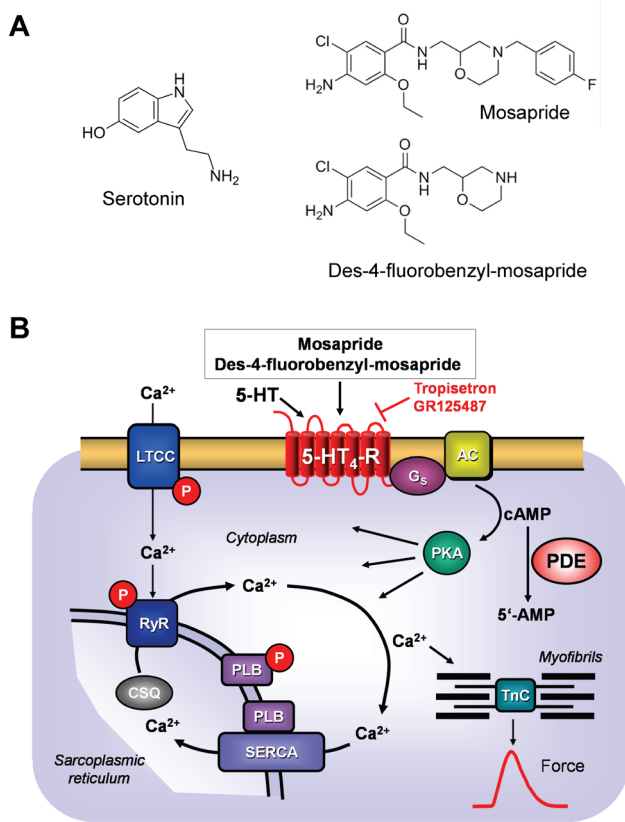 A
Cl
O
N
H
H2N
O
O
N
F
Mosapride
H
N
HO
NH2
Serotonin
Cl
O
N
H
H2N
O
O
NH
Des-4-fluorobenzyl-mosapride
B
Mosapride
Des-4-fluorobenzyl-mosapride
Ca2+
5-HT
Tropisetron
GR125487
LTCC
P
5-HT4-R
Gs
AC
cAMP
Ca2+
Cytoplasm
PKA
PDE
P
Ca2+
5‘-AMP
RyR
P
PLB
Ca2+
Myofibrils
CSQ
TnC
PLB
Ca2+
Ca2+
SERCA
Sarcoplasmic
reticulum
Force